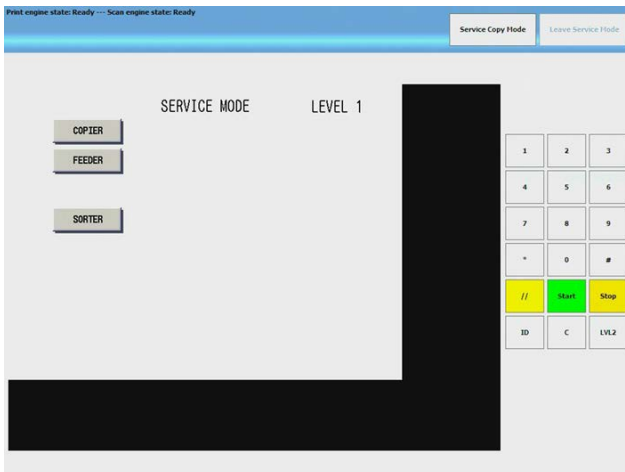 Print engine state: Ready --- Scan engine state: Ready
Service Copy Mode
Leave Service Mode
SERVICE MODE LEVEL 1
COPIER
FEEDER
SORTER
1 2 3
4 5 6
7 8 9
* 0 #
// Start Stop
ID C LVL2